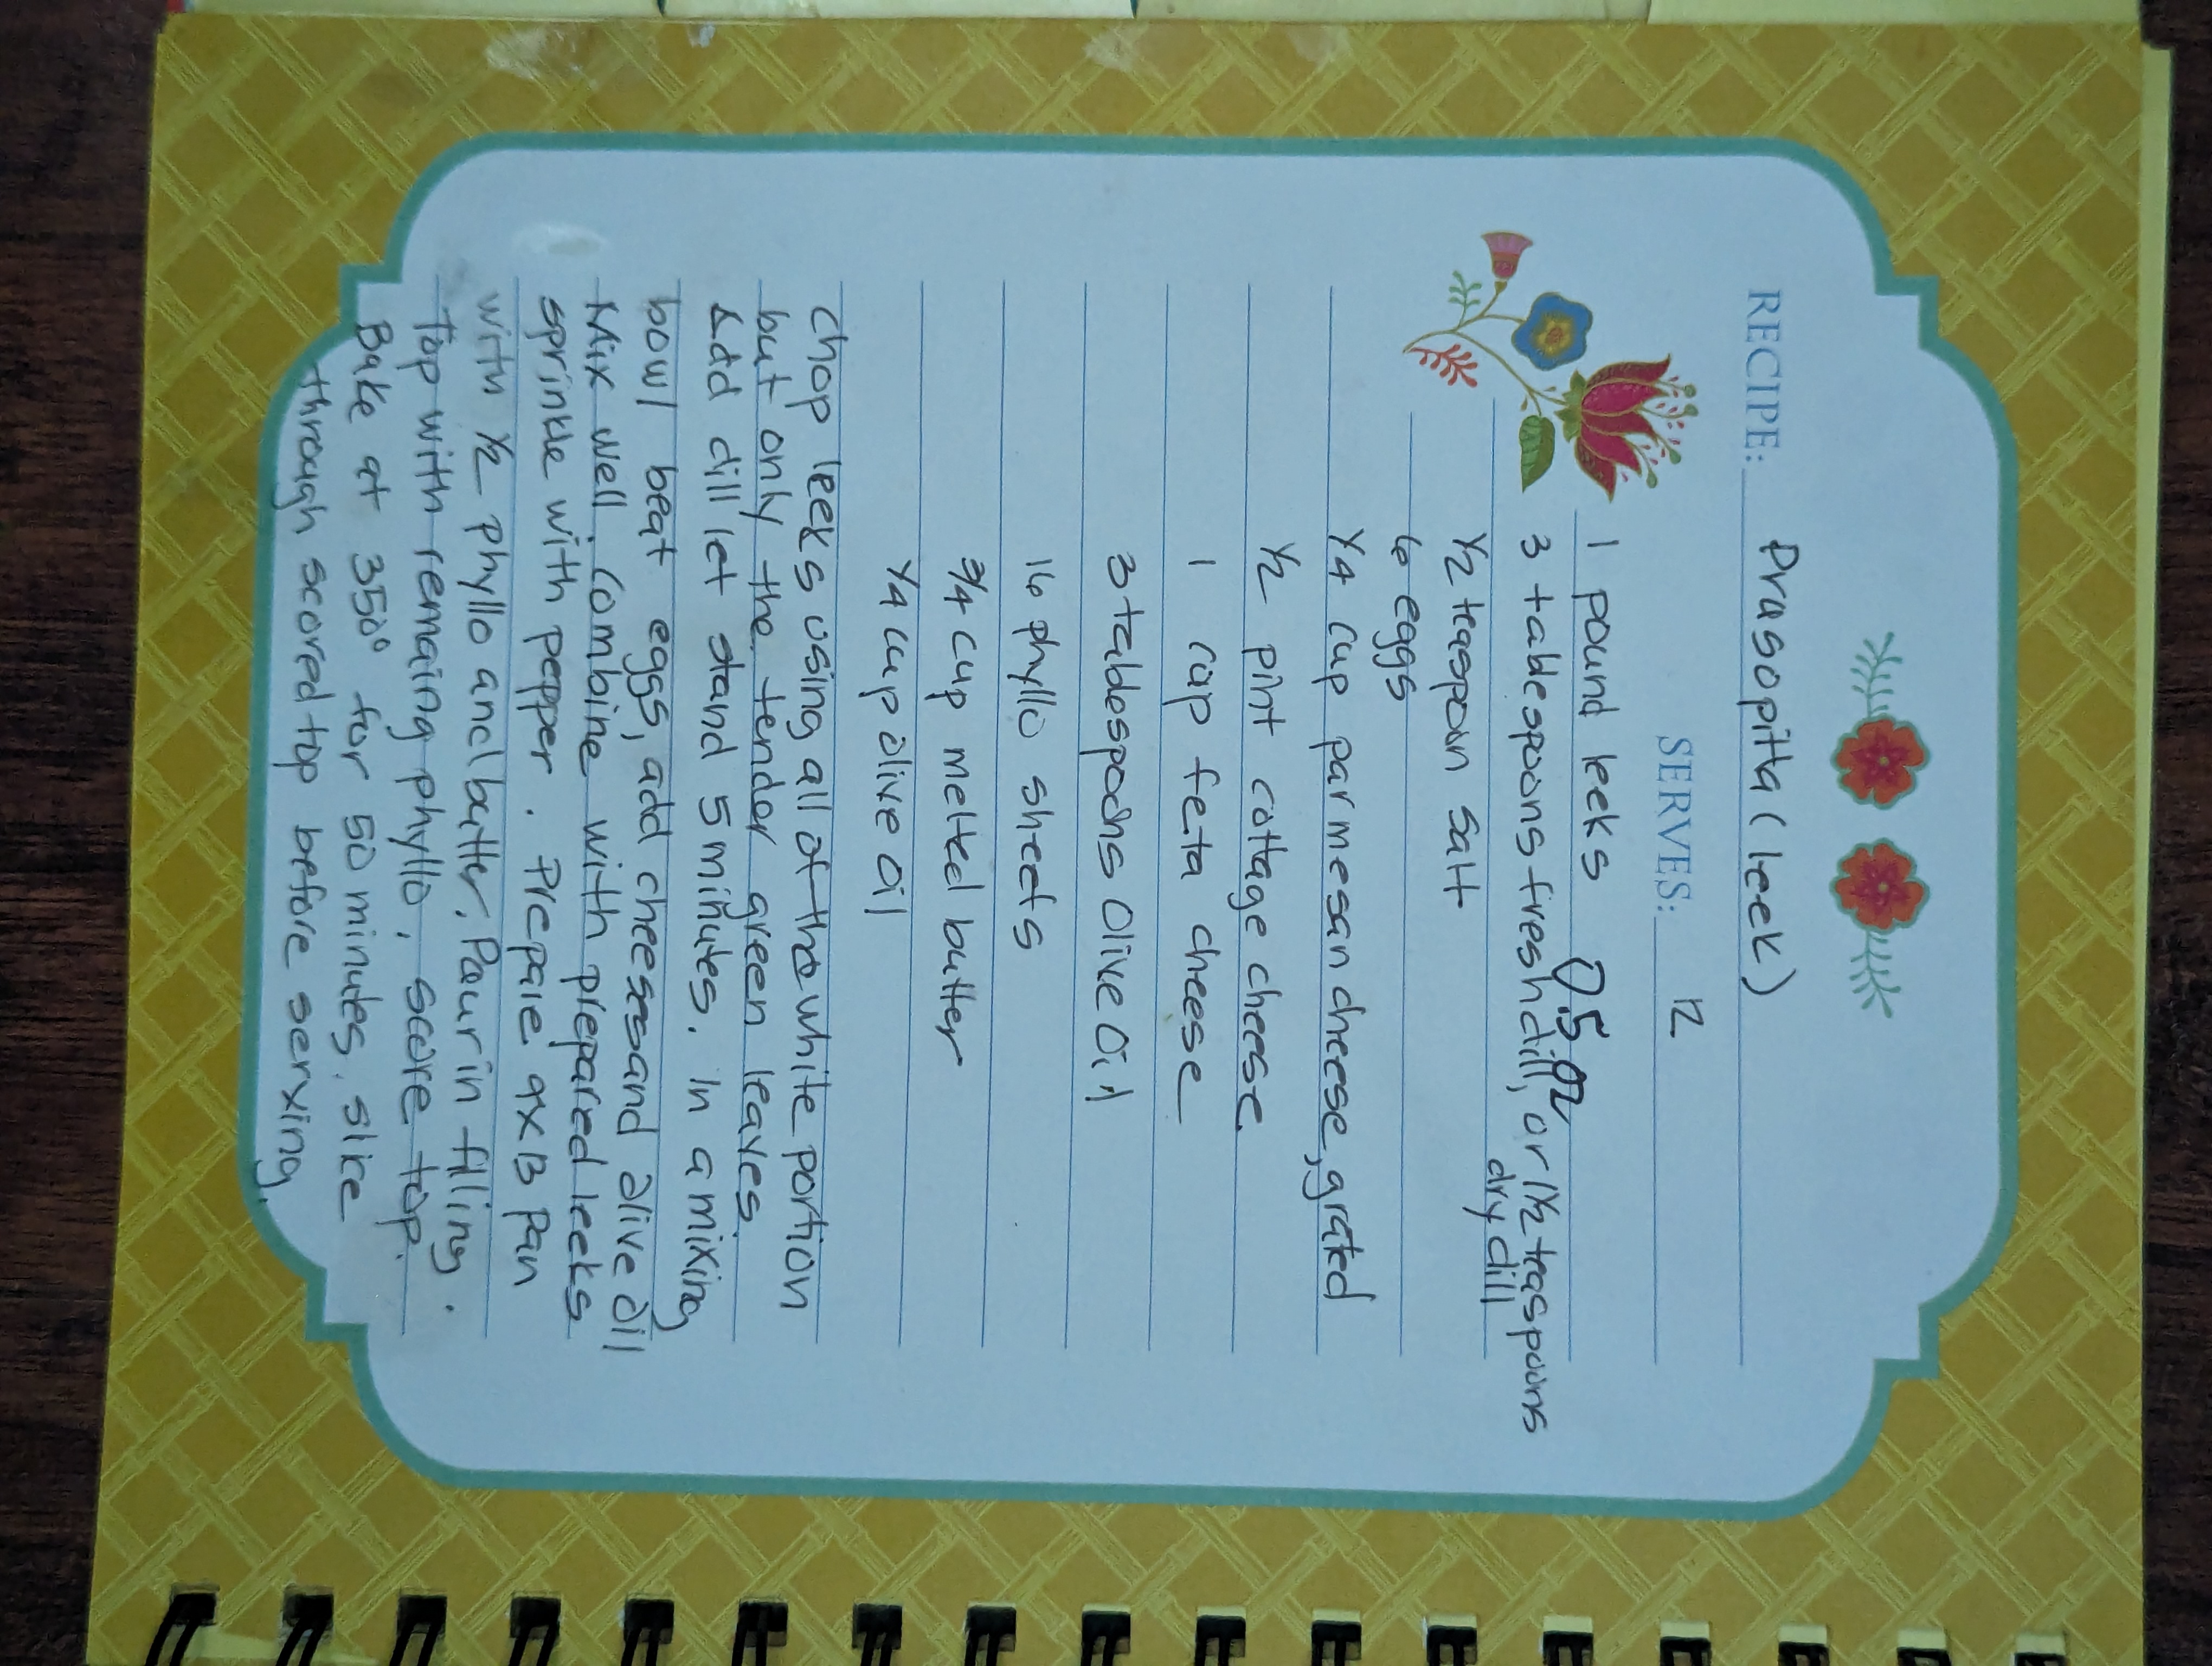 RECIPE: Prasopitta (leek)
SERVES: 12
1 pound leeks 0.5 oz
3 tablespoons fresh dill, or 1½ teaspoons
dry dill
½ teaspoon salt
6 eggs
¼ cup parmesan cheese, grated
½ pint cottage cheese
1 cup feta cheese
3 tabdespoons Olive Oil
16 phyllo sheets
¾ cup melted butter
¼ cup olive oil
Chop leeks using all of the white portion
but only the tender green leaves.
Add dill let stand 5 minutes. in a mixing
bowl beat eggs, add cheeses and olive oil
Mix well. Combine with prepared leeks
sprinkle with pepper. Prepare 9x13 Pan
with ½ phyllo and butter. Pour in filling.
Top with remaing phyllo, score top.
Bake at 350° for 50 minutes, slice
through scored top before serving.